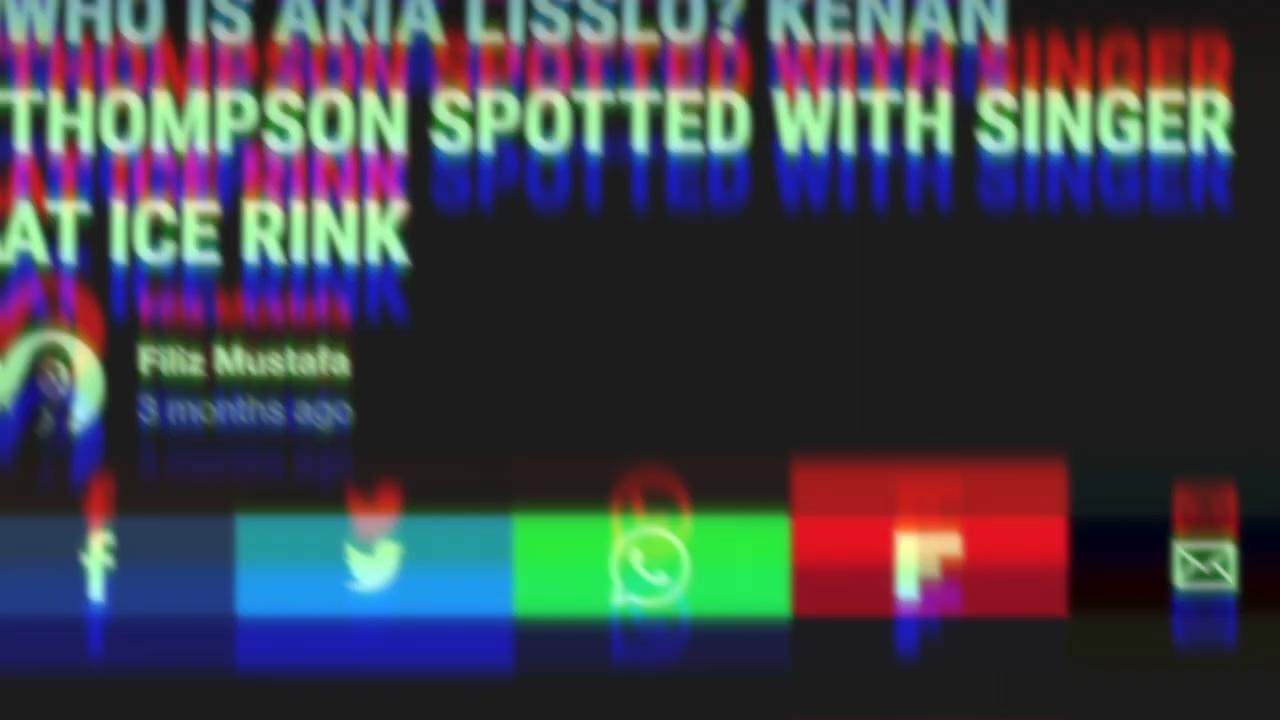 WHO IS ARIA LISSLO? KENAN
THOMPSON SPOTTED WITH SINGER
AT ICE RINK
Filiz Mustafa
3 months ago